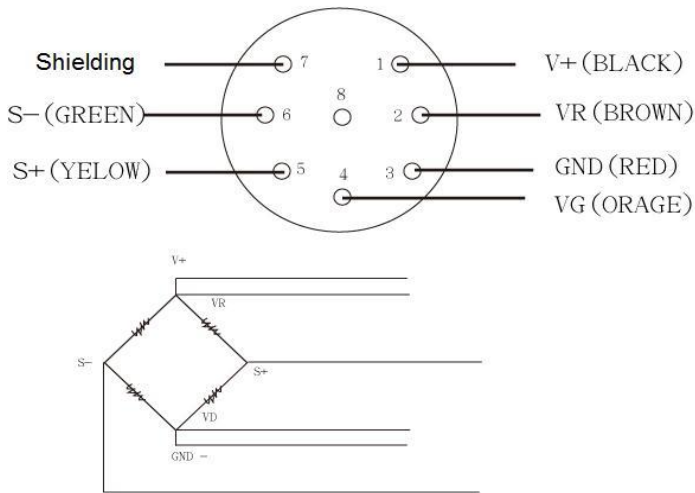 Shielding
7
1
V+(BLACK)
8
S-(GREEN)
6
2
VR(BROWN)
S+(YELOW)
5
4
3
GND(RED)
VG(ORAGE)
V+
VR
S-
S+
VD
GND -